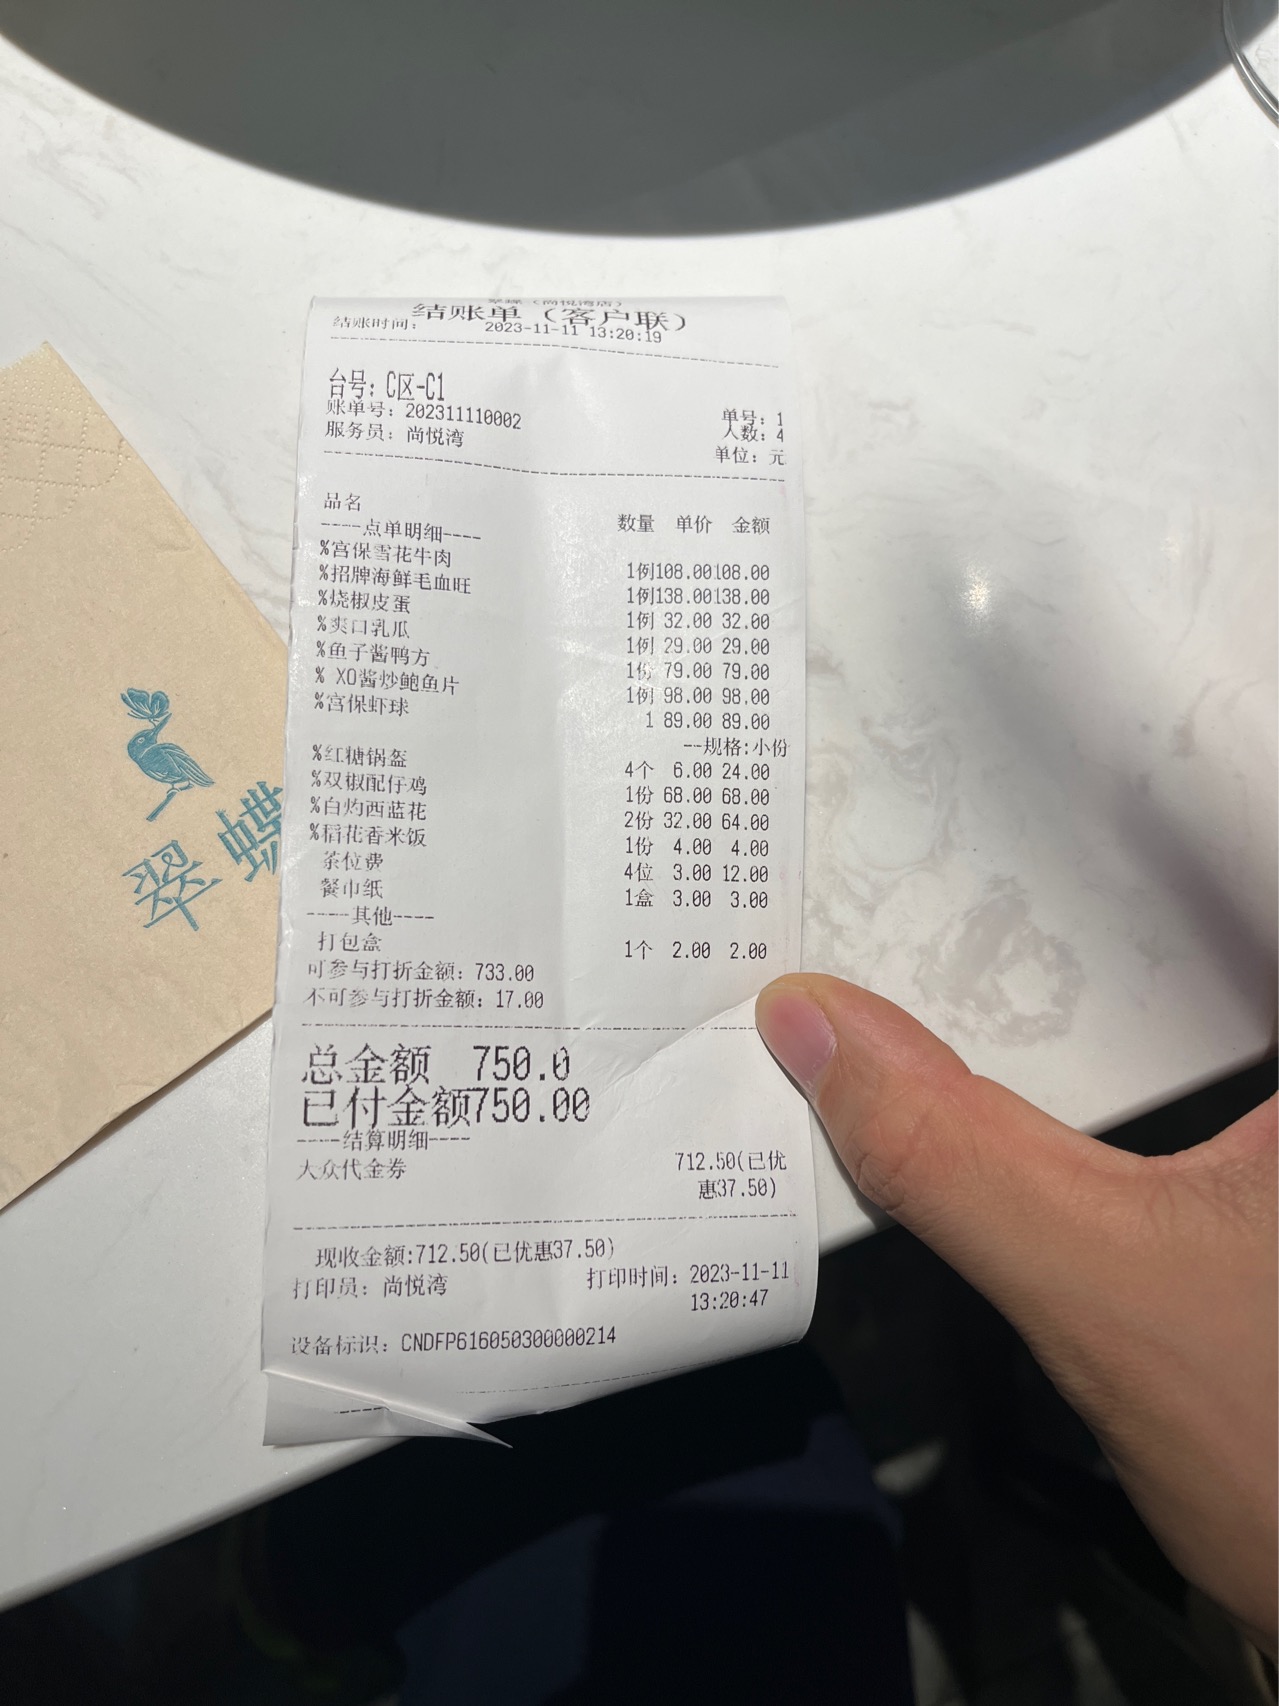 翠蝶（尚悦湾店）
结账单（客户联）
结账时间： 2023-11-11 13:20:19
台号：C区-C1
账单号：202311110002 单号：1
服务员：尚悦湾 人数：4
单位：元
品名 数量 单价 金额
----点单明细----
%宫保雪花牛肉 1例108.00108.00
%招牌海鲜毛血旺 1例138.00138.00
%烧椒皮蛋 1例 32.00 32.00
%爽口乳瓜 1例 29.00 29.00
%鱼子酱鸭方 1份 79.00 79.00
% XO酱炒鲍鱼片 1例 98.00 98.00
%宫保虾球 1 89.00 89.00
--规格:小份
%红糖锅盔 4个 6.00 24.00
%双椒配仔鸡 1份 68.00 68.00
%白灼西蓝花 2份 32.00 64.00
%稻花香米饭 1份 4.00 4.00
茶位费 4位 3.00 12.00
餐巾纸 1盒 3.00 3.00
----其他----
打包盒 1个 2.00 2.00
可参与打折金额：733.00
不可参与打折金额：17.00
总金额 750.0
已付金额750.00
----结算明细----
大众代金券 712.50(已优
惠37.50)
现收金额:712.50(已优惠37.50)
打印员：尚悦湾 打印时间：2023-11-11
13:20:47
设备标识：CNDFP616050300000214
翠蝶